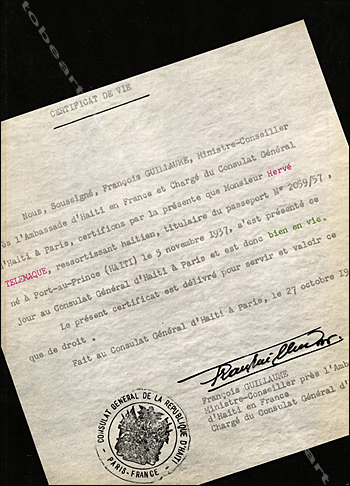 CERTIFICAT DE VIE
Nous, Soussigné, François GUILLAUME, Ministre-Conseiller
ès l'Ambassade d'Haïti en France et Chargé du Consulat Général
d'Haïti à Paris, certifions par la présente que Monsieur Hervé
TELEMAQUE, ressortissant haïtien, titulaire du passeport N° 2059/57,
né à Port-au-Prince (HAITI) le 5 novembre 1937, s'est présenté ce
jour au Consulat Général d'Haïti à Paris et est donc bien en vie.
Le présent certificat est délivré pour servir et valoir ce
que de droit.
Fait au Consulat Général d'Haïti à Paris, le 27 octobre 19
François GUILLAUME
Ministre-Conseiller près l'Amb
d'Haïti en France
Chargé du Consulat Général d'
CONSULAT GENERAL DE LA REPUBLIQUE D'HAITI
PARIS-FRANCE